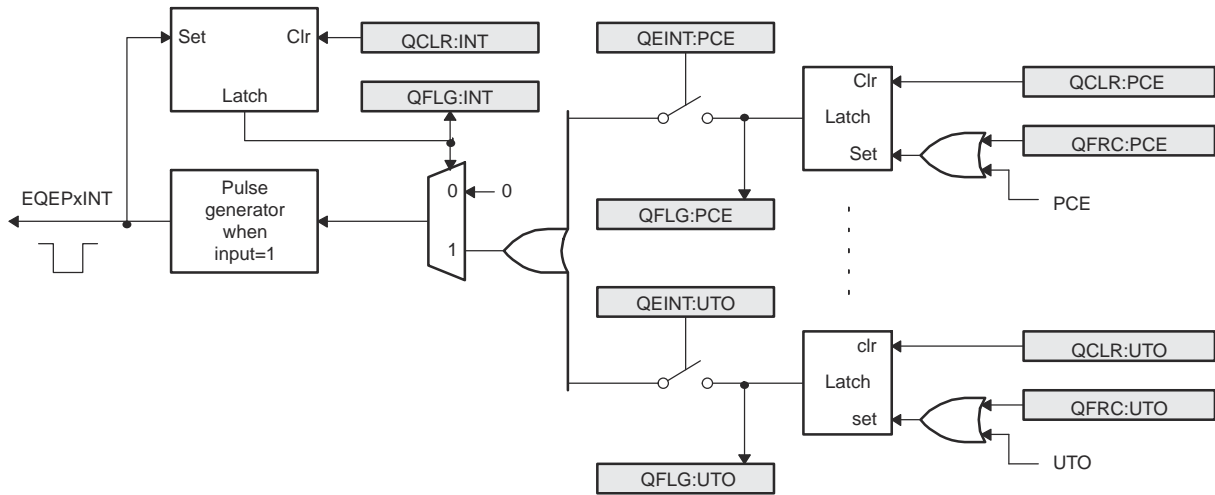 Set
Clr
Latch
QCLR:INT
QFLG:INT
EQEPxINT
Pulse
generator
when
input=1
0
0
1
QEINT:PCE
QFLG:PCE
Clr
Latch
Set
QCLR:PCE
QFRC:PCE
PCE
QEINT:UTO
QFLG:UTO
clr
Latch
set
QCLR:UTO
QFRC:UTO
UTO